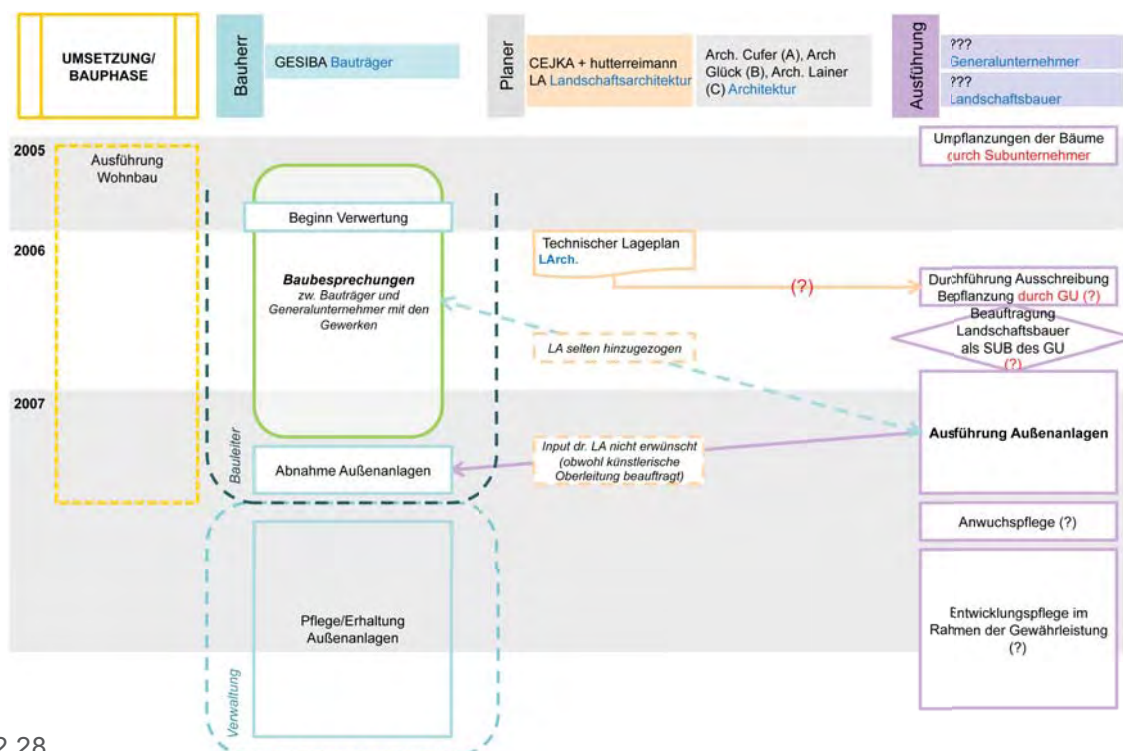 UMSETZUNG/
BAUPHASE
Bauherr
GESIBA Bauträger
Planer
CEJKA + hutterreimann
LA Landschaftsarchitektur
Arch. Cufer (A), Arch
Glück (B), Arch. Lainer
(C) Architektur
Ausführung
???
Generalunternehmer
???
Landschaftsbauer
2005
Ausführung
Wohnbau
Umpflanzungen der Bäume
durch Subunternehmer
Beginn Verwertung
2006
Technischer Lageplan
LArch.
Baubesprechungen
zw. Bauträger und
Generalunternehmer mit den
Gewerken
(?)
Durchführung Ausschreibung
Bepflanzung durch GU (?)
Beauftragung
Landschaftsbauer
als SUB des GU
(?)
LA selten hinzugezogen
2007
Bauleiter
Abnahme Außenanlagen
Input dr. LA nicht erwünscht
(obwohl künstlerische
Oberleitung beauftragt)
Ausführung Außenanlagen
Anwuchspflege (?)
Pflege/Erhaltung
Außenanlagen
Entwicklungspflege im
Rahmen der Gewährleistung
(?)
Verwaltung